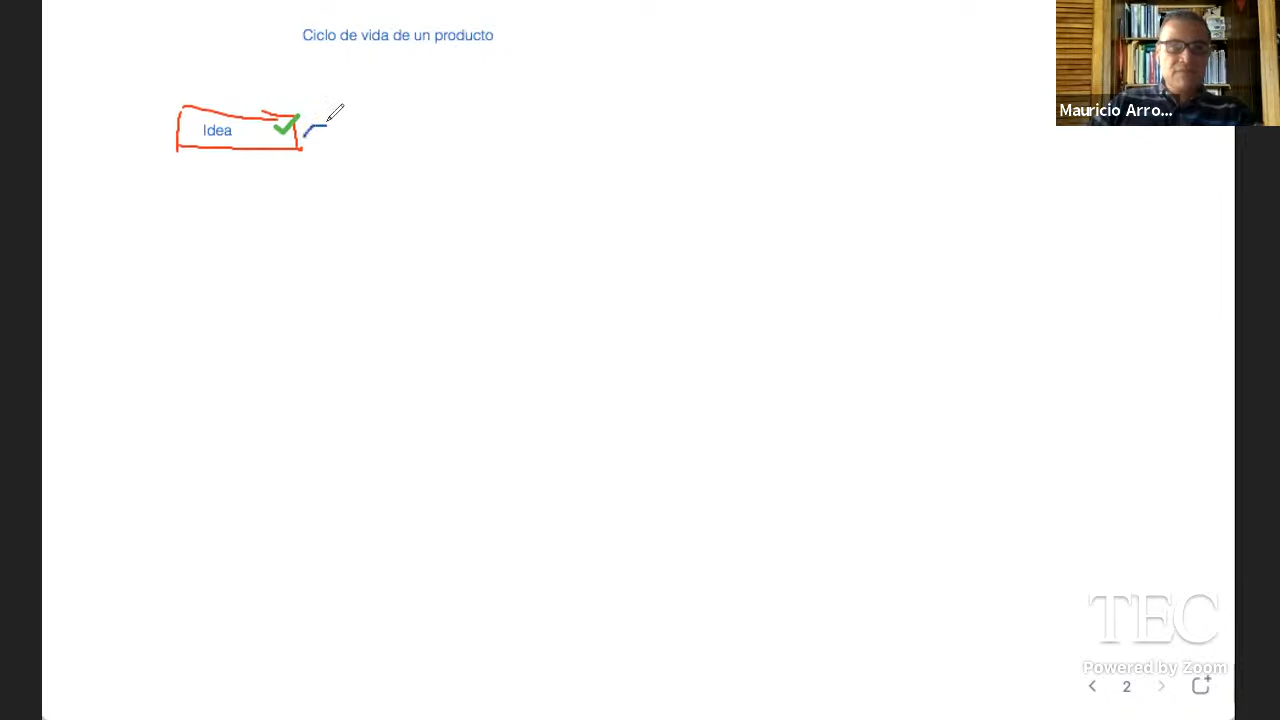 Ciclo de vida de un producto
Mauricio Arro...
Idea
TEC
Powered by Zoom
2